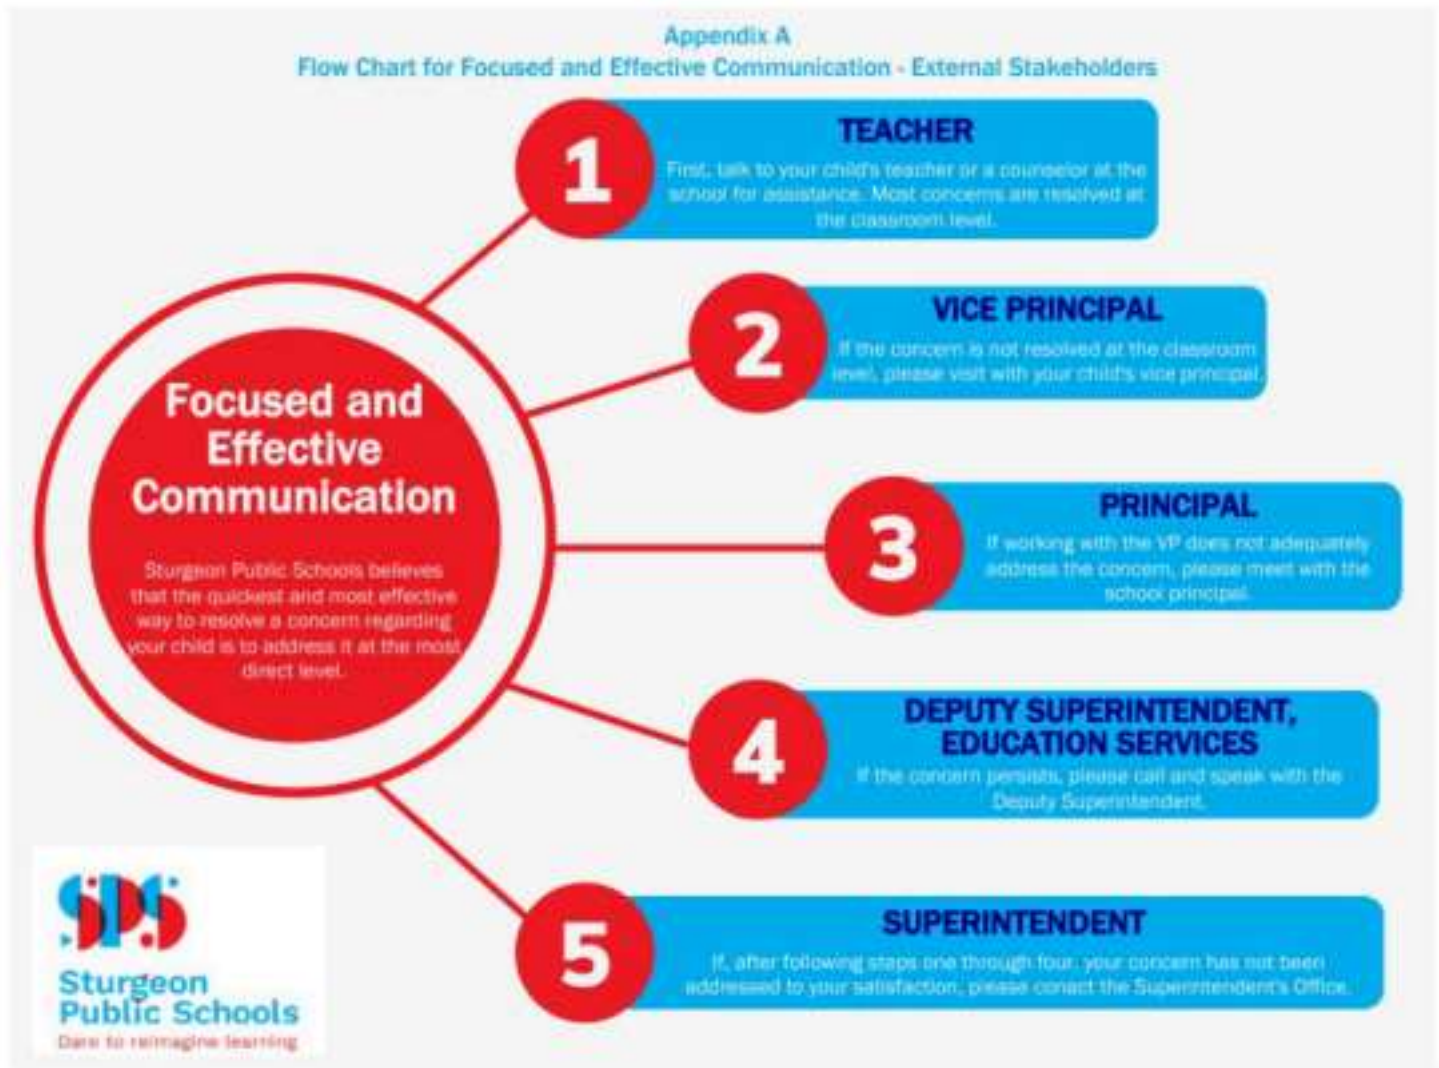 Appendix A
Flow Chart for Focused and Effective Communication - External Stakeholders
1
TEACHER
First, talk to your child's teacher or a counselor at the
school for assistance. Most concerns are resolved at
the classroom level.
2
VICE PRINCIPAL
If the concern is not resolved at the classroom
level, please visit with your child's vice principal.
Focused and
Effective
Communication
Sturgeon Public Schools believes
that the quickest and most effective
way to resolve a concern regarding
your child is to address it at the most
direct level.
3
PRINCIPAL
If working with the VP does not adequately
address the concern, please meet with the
school principal.
4
DEPUTY SUPERINTENDENT,
EDUCATION SERVICES
If the concern persists, please call and speak with the
Deputy Superintendent.
5
SUPERINTENDENT
If, after following steps one through four, your concern has not been
addressed to your satisfaction, please conact the Superintendent's Office.
SPS
Sturgeon
Public Schools
Dare to reimagine learning